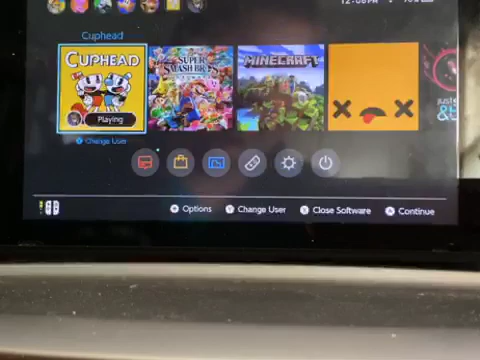 Cuphead
CUPHEAD
Playing
SUPER
SMASH BROS
MINECRAFT
Change User
Options
Y Change User
X Close Software
A Continue